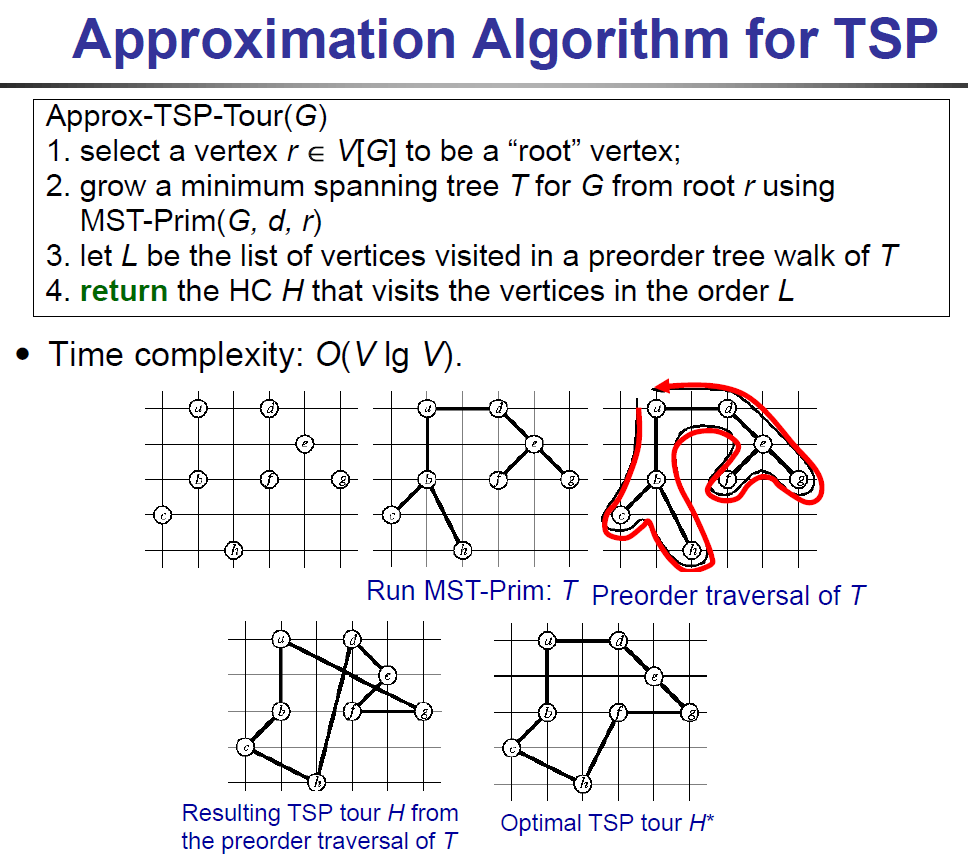 Approximation Algorithm for TSP
Approx-TSP-Tour(G)
1. select a vertex r ∈ V[G] to be a “root” vertex;
2. grow a minimum spanning tree T for G from root r using
MST-Prim(G, d, r)
3. let L be the list of vertices visited in a preorder tree walk of T
4. return the HC H that visits the vertices in the order L
• Time complexity: O(V lg V).
a d
e
b f g
c
h
a d
e
b f g
c
h
a d
e
b f g
c
h
Run MST-Prim: T
Preorder traversal of T
a d
e
b f g
c
h
a d
e
b f g
c
h
Resulting TSP tour H from
the preorder traversal of T
Optimal TSP tour H*